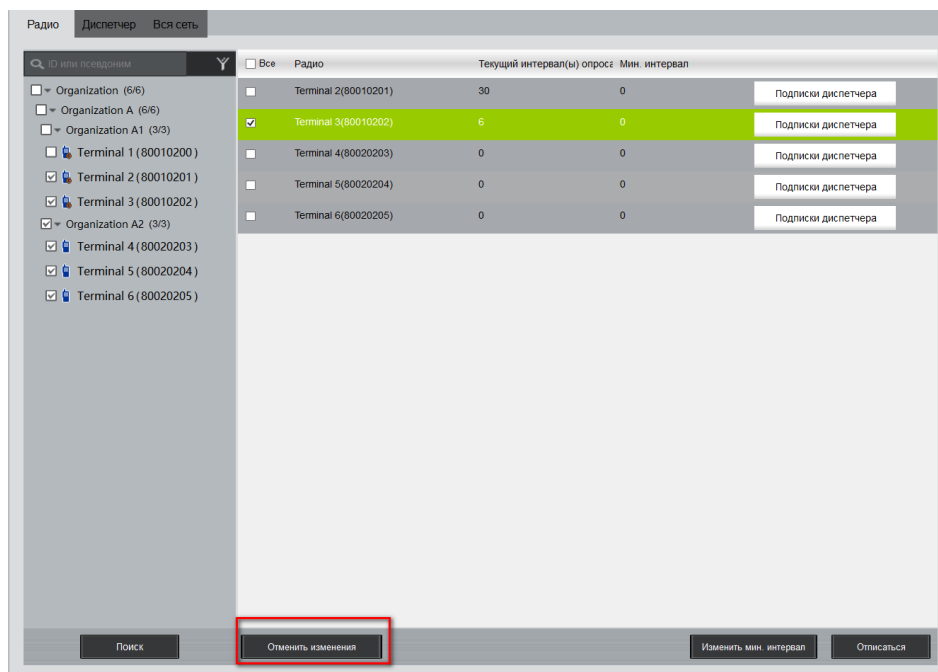 Радио Диспетчер Вся сеть
ID или псевдоним
Все Радио Текущий интервал(ы) опроса Мин. интервал
Organization (6/6)
Organization A (6/6)
Organization A1 (3/3)
Terminal 1(80010200)
Terminal 2(80010201)
Terminal 3(80010202)
Organization A2 (3/3)
Terminal 4(80020203)
Terminal 5(80020204)
Terminal 6(80020205)
Terminal 2(80010201) 30 0 Подписки диспетчера
Terminal 3(80010202) 6 0 Подписки диспетчера
Terminal 4(80020203) 0 0 Подписки диспетчера
Terminal 5(80020204) 0 0 Подписки диспетчера
Terminal 6(80020205) 0 0 Подписки диспетчера
Поиск Отменить изменения Изменить мин. интервал Отписаться